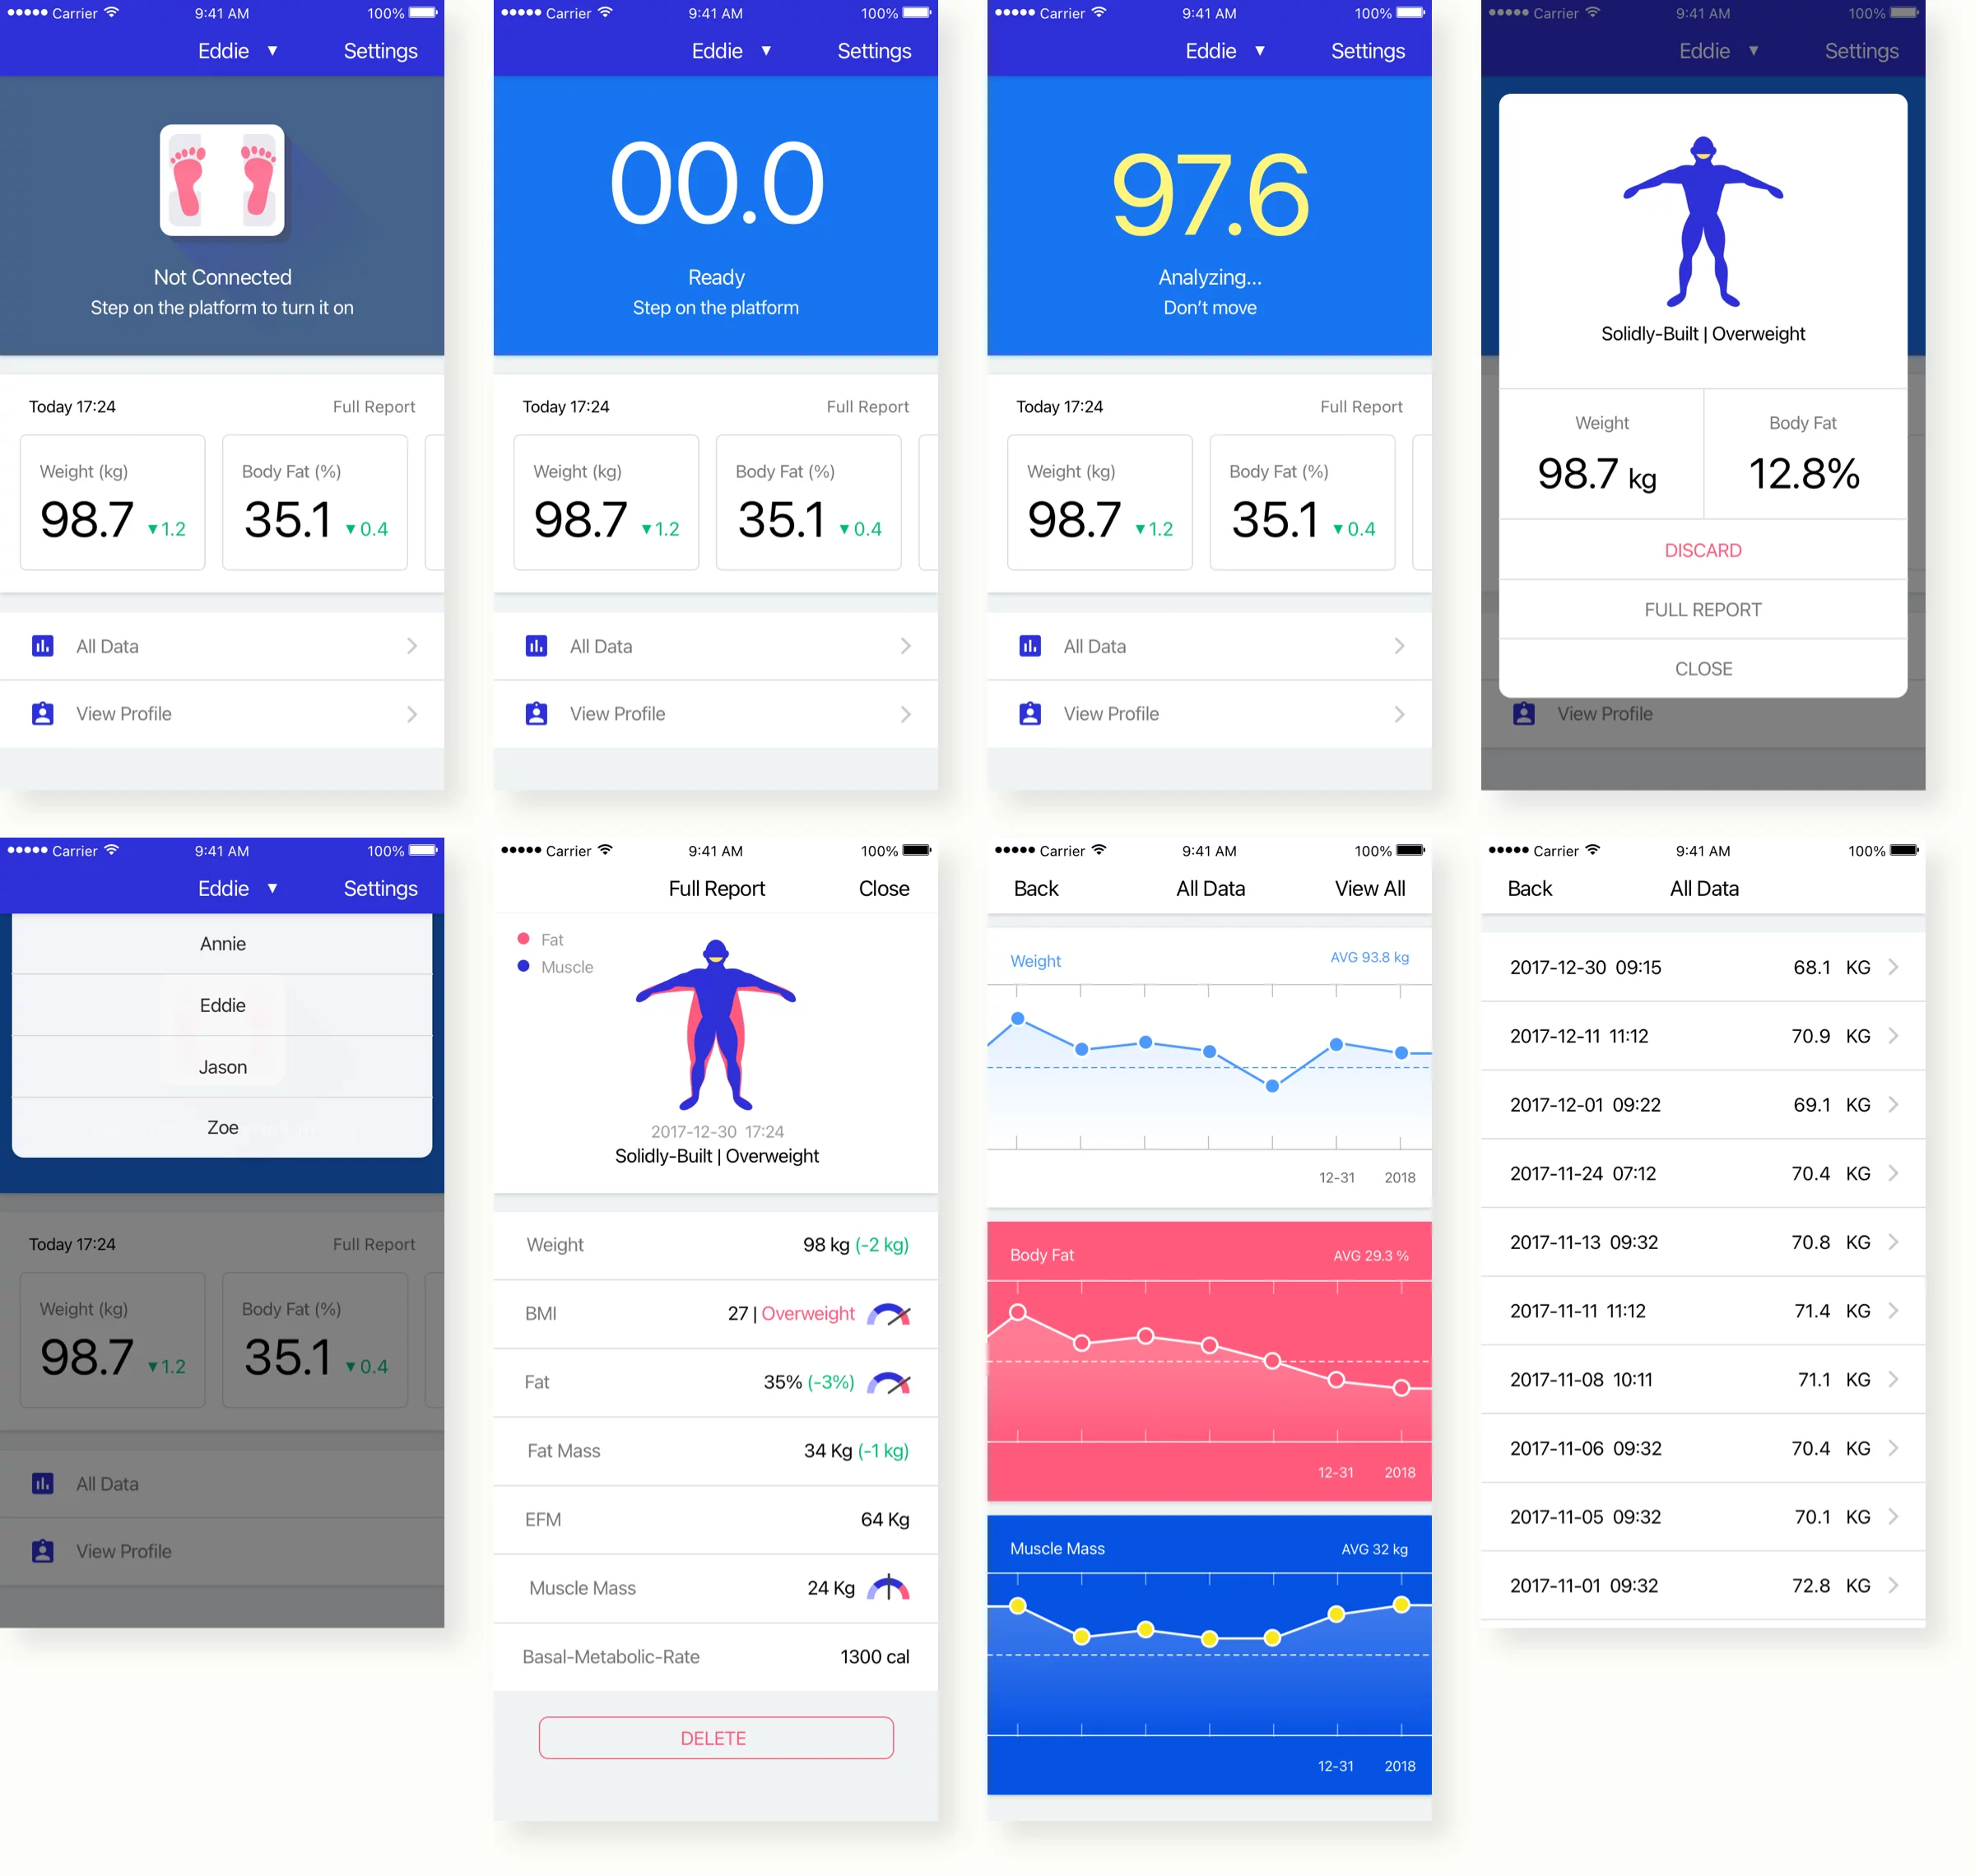 Carrier 9:41 AM 100%
Eddie ▼ Settings
Not Connected
Step on the platform to turn it on
Today 17:24 Full Report
Weight (kg) Body Fat (%)
98.7 ▼1.2 35.1 ▼0.4
All Data
View Profile
Carrier 9:41 AM 100%
Eddie ▼ Settings
00.0
Ready
Step on the platform
Today 17:24 Full Report
Weight (kg) Body Fat (%)
98.7 ▼1.2 35.1 ▼0.4
All Data
View Profile
Carrier 9:41 AM 100%
Eddie ▼ Settings
97.6
Analyzing...
Don't move
Today 17:24 Full Report
Weight (kg) Body Fat (%)
98.7 ▼1.2 35.1 ▼0.4
All Data
View Profile
Carrier 9:41 AM 100%
Eddie ▼ Settings
Solidly-Built | Overweight
Weight Body Fat
98.7 kg 12.8%
DISCARD
FULL REPORT
CLOSE
View Profile
Carrier 9:41 AM 100%
Eddie ▼ Settings
Annie
Eddie
Jason
Zoe
Today 17:24 Full Report
Weight (kg) Body Fat (%)
98.7 ▼1.2 35.1 ▼0.4
All Data
View Profile
Carrier 9:41 AM 100%
Full Report Close
Fat
Muscle
2017-12-30 17:24
Solidly-Built | Overweight
Weight 98 kg (-2 kg)
BMI 27 | Overweight
Fat 35% (-3%)
Fat Mass 34 Kg (-1 kg)
EFM 64 Kg
Muscle Mass 24 Kg
Basal-Metabolic-Rate 1300 cal
DELETE
Carrier 9:41 AM 100%
Back All Data View All
Weight AVG 93.8 kg
12-31 2018
Body Fat AVG 29.3 %
12-31 2018
Muscle Mass AVG 32 kg
12-31 2018
Carrier 9:41 AM 100%
Back All Data
2017-12-30 09:15 68.1 KG
2017-12-11 11:12 70.9 KG
2017-12-01 09:22 69.1 KG
2017-11-24 07:12 70.4 KG
2017-11-13 09:32 70.8 KG
2017-11-11 11:12 71.4 KG
2017-11-08 10:11 71.1 KG
2017-11-06 09:32 70.4 KG
2017-11-05 09:32 70.1 KG
2017-11-01 09:32 72.8 KG